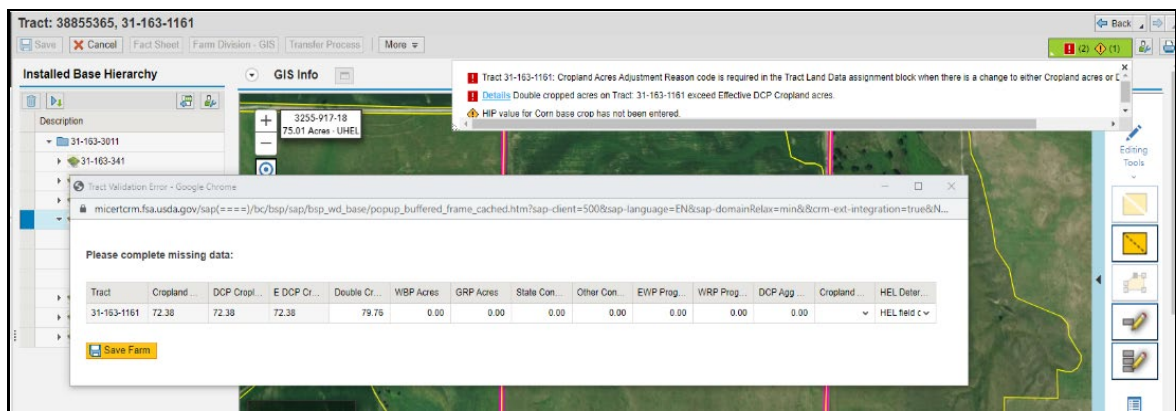 Tract: 38855365, 31-163-1161
Back
Save Cancel Fact Sheet Farm Division - GIS Transfer Process More
(2) (1)
Installed Base Hierarchy
GIS Info
Tract 31-163-1161: Cropland Acres Adjustment Reason code is required in the Tract Land Data assignment block when there is a change to either Cropland acres or
Details Double cropped acres on Tract: 31-163-1161 exceed Effective DCP Cropland acres.
HIP value for Corn base crop has not been entered.
Description
31-163-3011
31-163-341
3255-917-18
75.01 Acres - UHEL
Editing
Tools
Tract Validation Error - Google Chrome
micertcrm.fsa.usda.gov/sap(====)/bc/bsp/sap/bsp_wd_base/popup_buffered_frame_cached.htm?sap-client=500&sap-language=EN&sap-domainRelax=min&&crm-ext-integration=true&N...
Please complete missing data:
Tract Cropland ... DCP Cropl... E DCP Cr... Double Cr... WBP Acres GRP Acres State Con... Other Con... EWP Prog... WRP Prog... DCP Agg ... Cropland ... HEL Deter...
31-163-1161 72.38 72.38 72.38 79.76 0.00 0.00 0.00 0.00 0.00 0.00 0.00 HEL field c
Save Farm